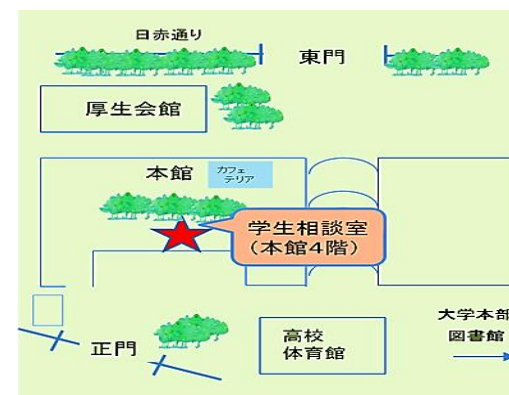 日赤通り
東門
厚生会館
本館
カフェ
テリア
学生相談室
(本館4階)
大学本部
図書館
正門
高校
体育館